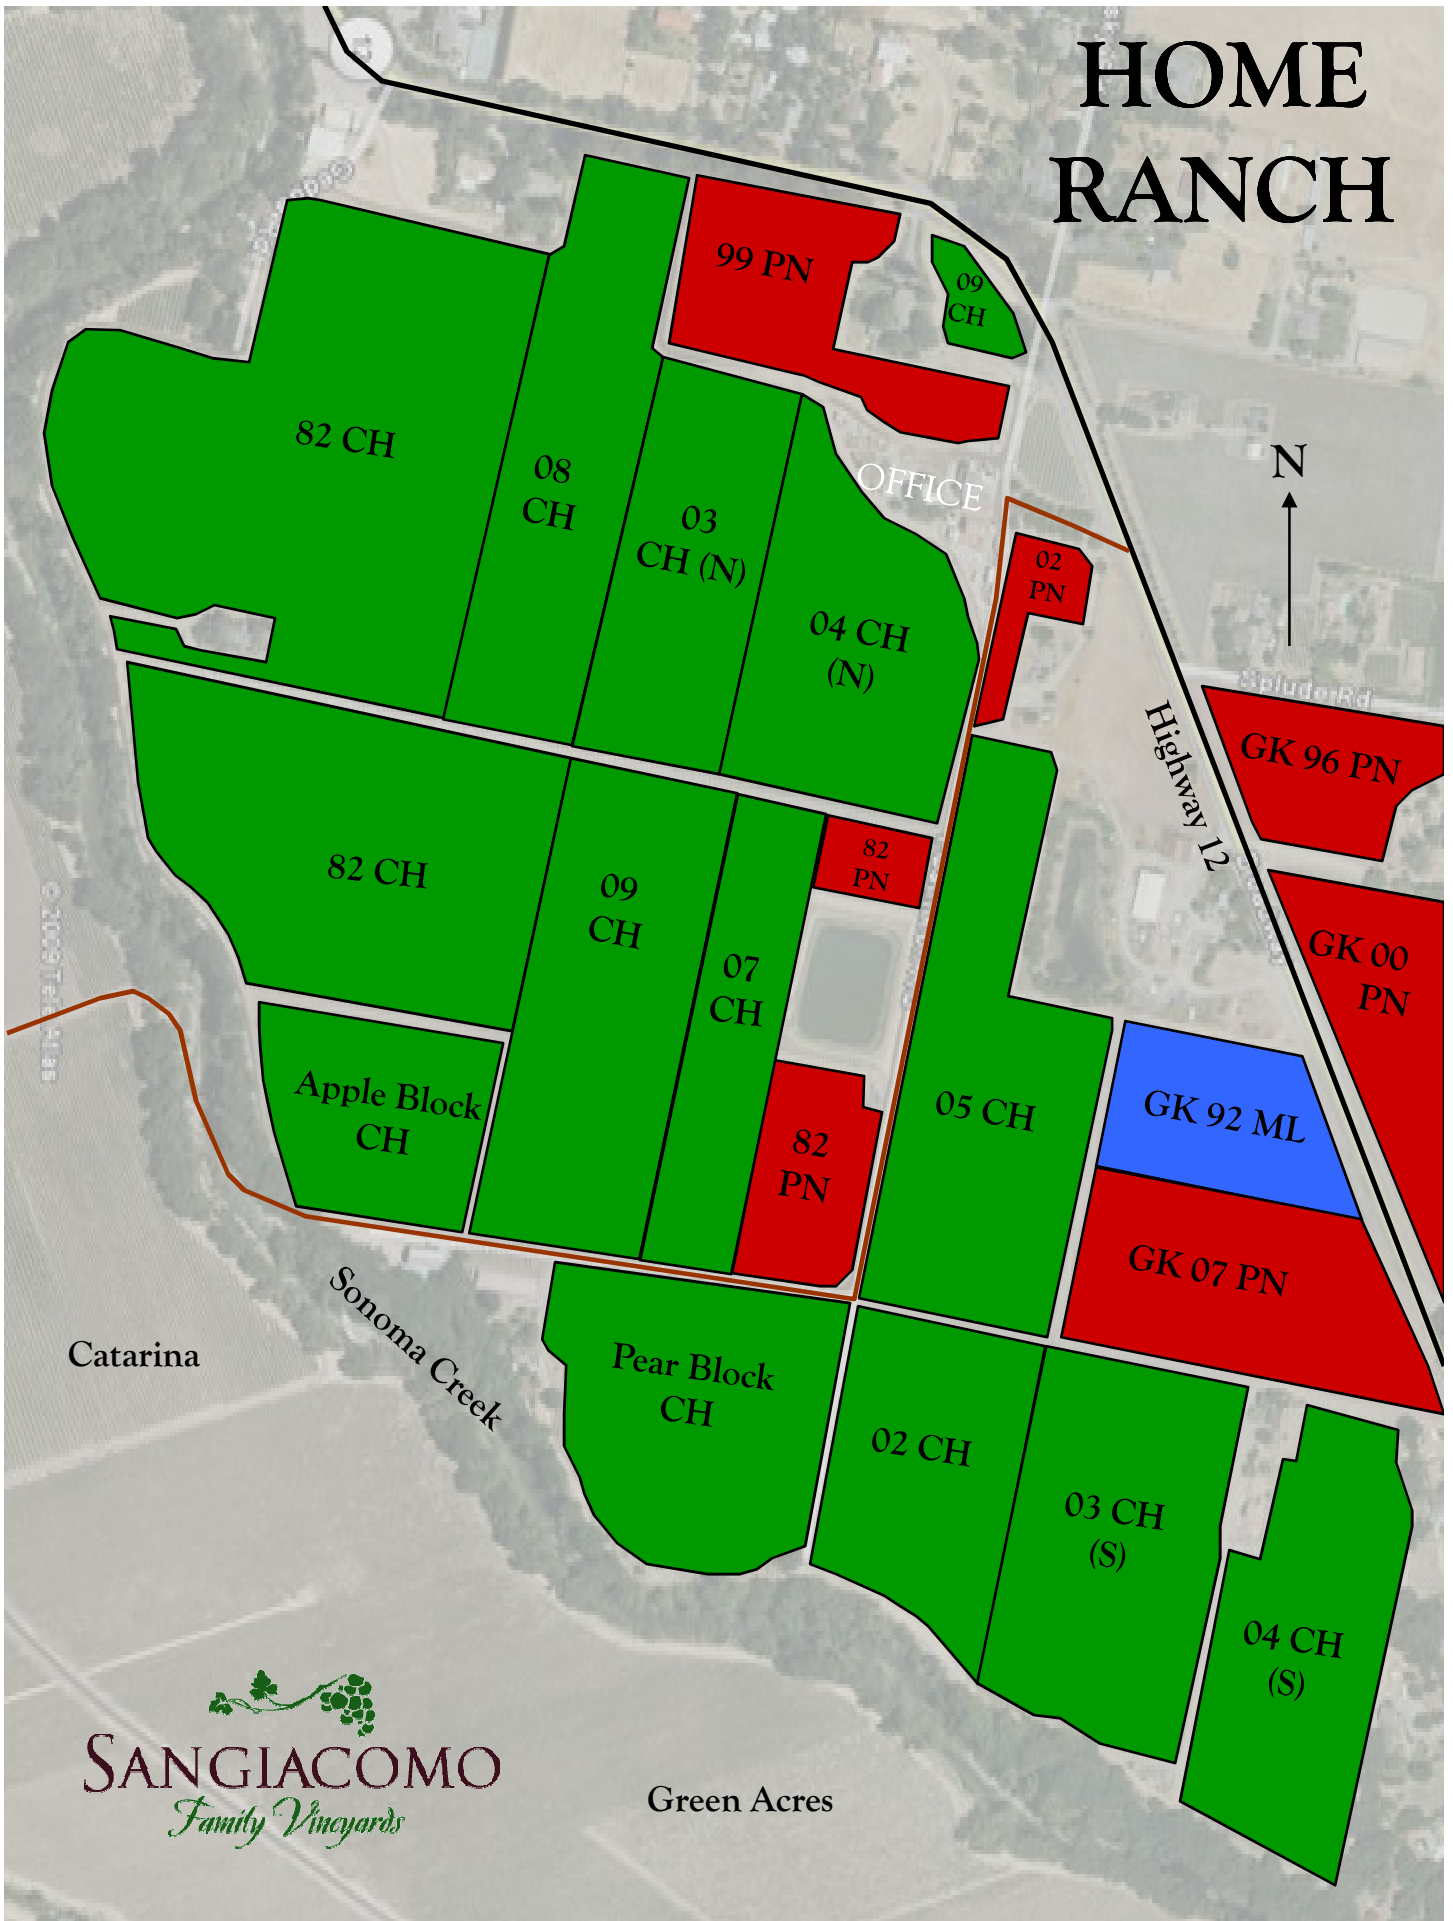 HOME
RANCH
99 PN
09
CH
82 CH
08
CH
03
CH (N)
OFFICE
N
02
PN
04 CH
(N)
Highway 12
GK 96 PN
82 CH
09
CH
82
PN
07
CH
GK 00
PN
Apple Block
CH
82
PN
05 CH
GK 92 ML
GK 07 PN
Sonoma Creek
Catarina
Pear Block
CH
02 CH
03 CH
(S)
04 CH
(S)
SANGIACOMO
Family Vineyards
Green Acres